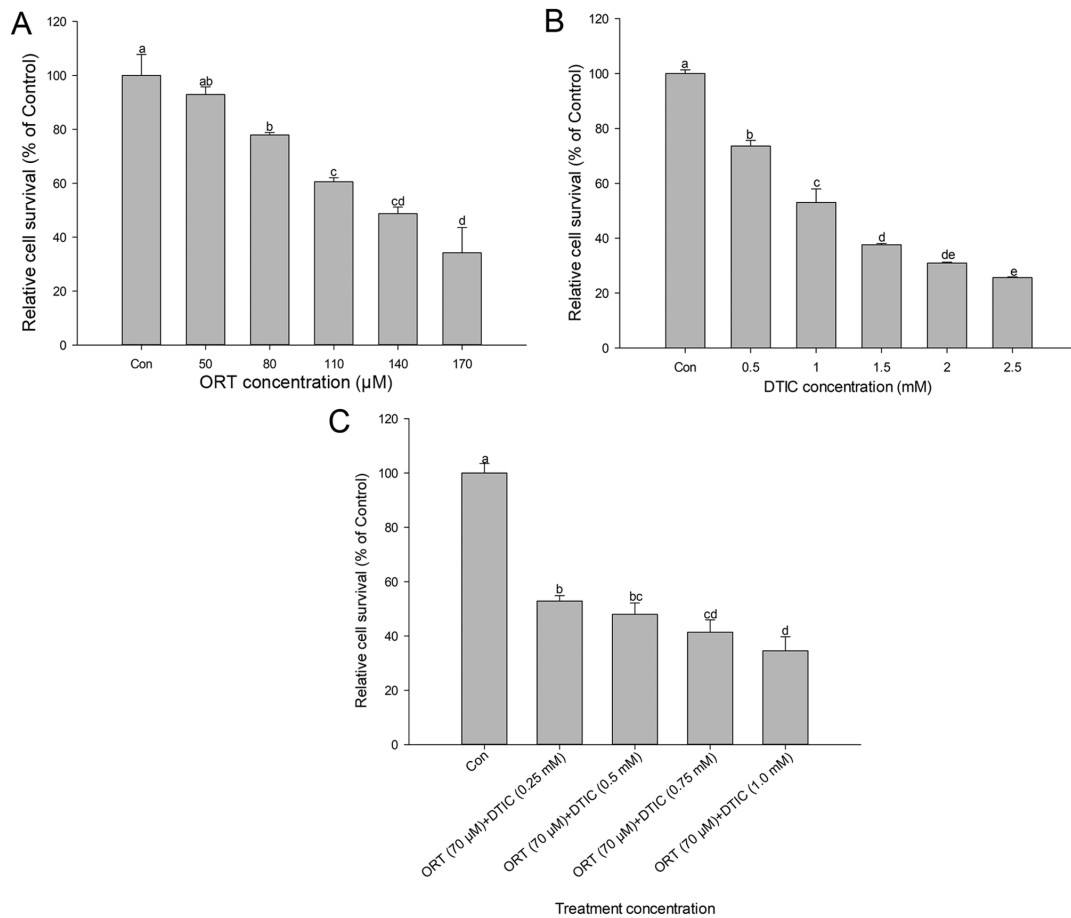 A
Relative cell survival (% of Control)
120
100
80
60
40
20
0
a
ab
b
c
cd
d
Con 50 80 110 140 170
ORT concentration (µM)
B
Relative cell survival (% of Control)
120
100
80
60
40
20
0
a
b
c
d
de
e
Con 0.5 1 1.5 2 2.5
DTIC concentration (mM)
C
Relative cell survival (% of Control)
120
100
80
60
40
20
0
a
b
bc
cd
d
Con
ORT (70 µM)+DTIC (0.25 mM)
ORT (70 µM)+DTIC (0.5 mM)
ORT (70 µM)+DTIC (0.75 mM)
ORT (70 µM)+DTIC (1.0 mM)
Treatment concentration